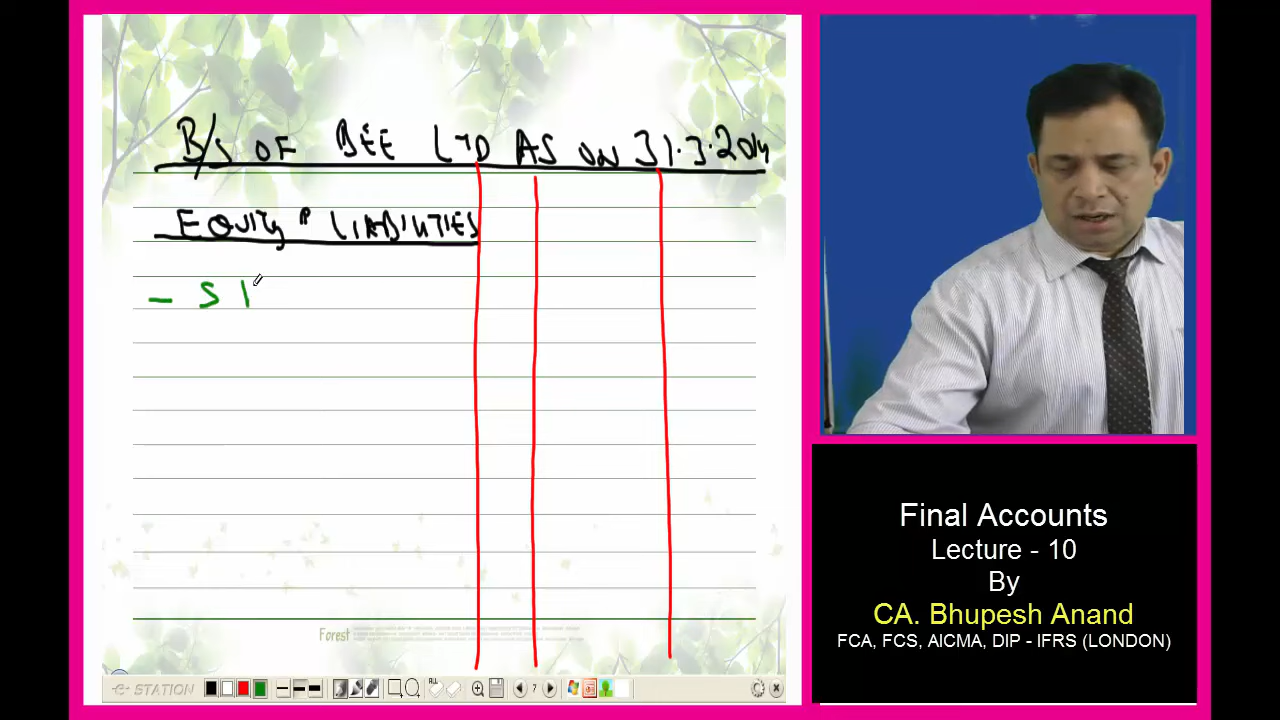 B/S OF BEE LTD AS ON 31.3.2014
EQUITY & LIABILITIES
- S
Forest
e- STATION
7
Final Accounts
Lecture - 10
By
CA. Bhupesh Anand
FCA, FCS, AICMA, DIP - IFRS (LONDON)